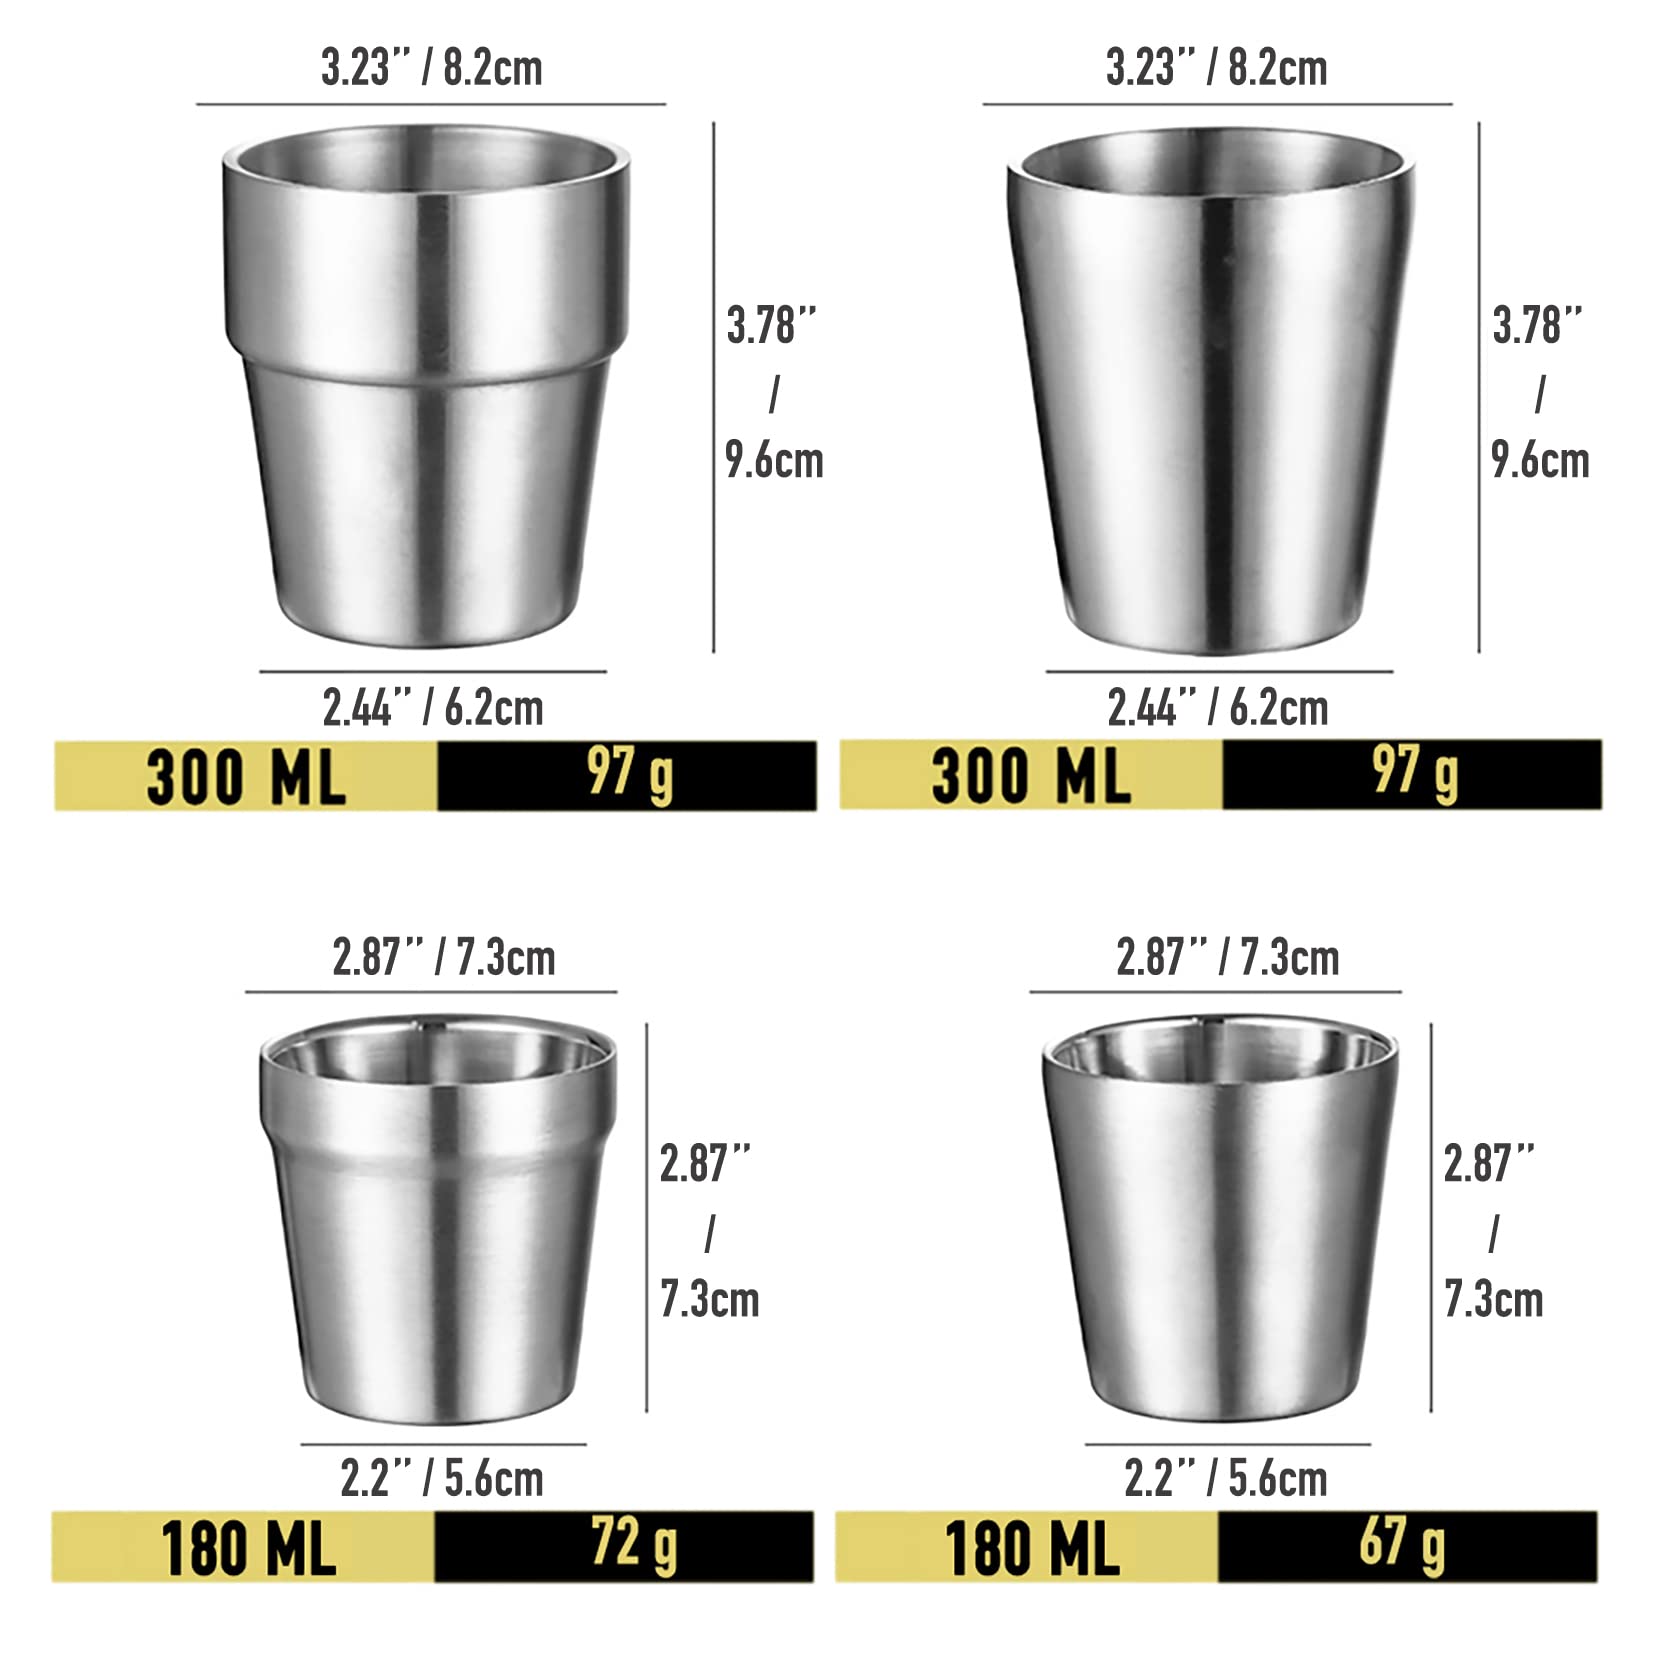 3.23’’ / 8.2cm
3.78’’
/
9.6cm
2.44’’ / 6.2cm
300 ML
97 g
3.23’’ / 8.2cm
3.78’’
/
9.6cm
2.44’’ / 6.2cm
300 ML
97 g
2.87’’ / 7.3cm
2.87’’
/
7.3cm
2.2’’ / 5.6cm
180 ML
72 g
2.87’’ / 7.3cm
2.87’’
/
7.3cm
2.2’’ / 5.6cm
180 ML
67 g